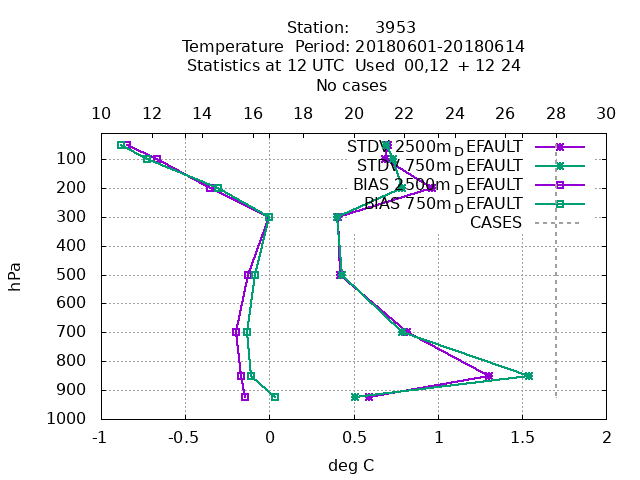 Station: 3953
Temperature Period: 20180601-20180614
Statistics at 12 UTC Used 00,12 + 12 24
No cases
10 12 14 16 18 20 22 24 26 28 30
STDV 2500m_DEFAULT
100
STDV 750m_DEFAULT
BIAS 2500m_DEFAULT
200
BIAS 750m_DEFAULT
300
CASES
400
hPa
500
600
700
800
900
1000
-1 -0.5 0 0.5 1 1.5 2
deg C